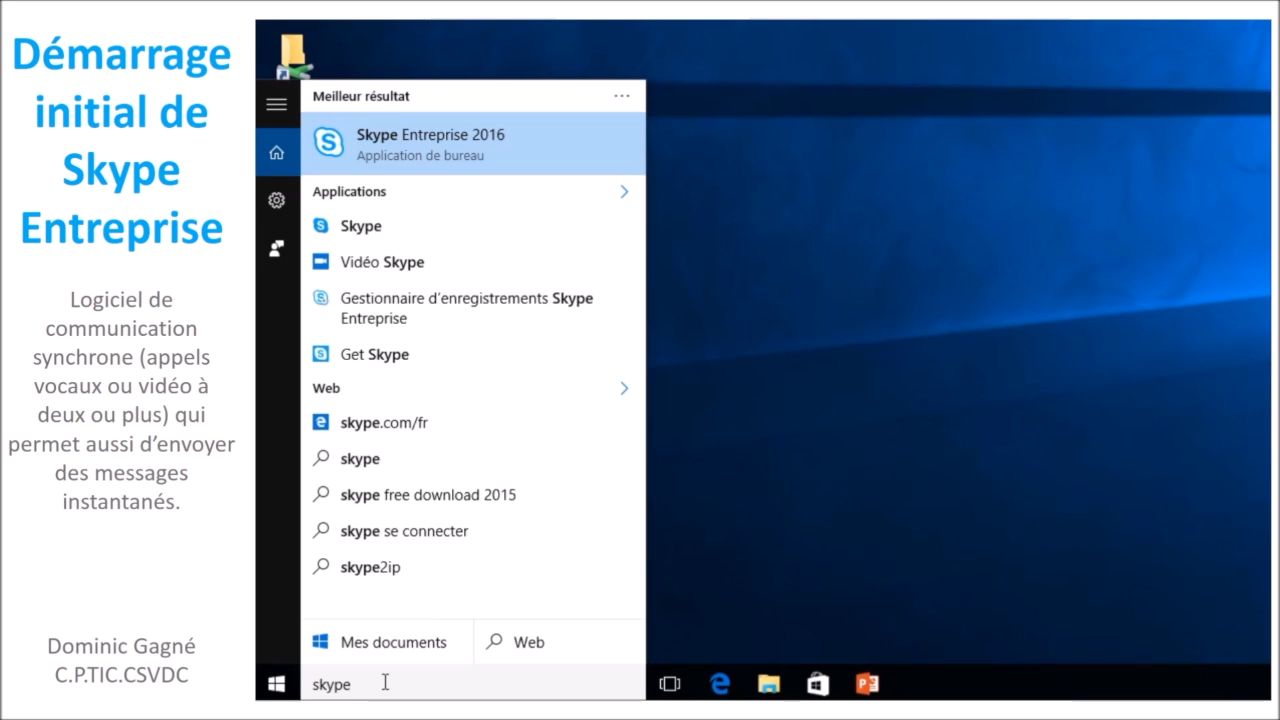 Démarrage
initial de
Skype
Entreprise
Logiciel de
communication
synchrone (appels
vocaux ou vidéo à
deux ou plus) qui
permet aussi d’envoyer
des messages
instantanés.
Dominic Gagné
C.P.TIC.CSVDC
Meilleur résultat
Skype Entreprise 2016
Application de bureau
Applications
Skype
Vidéo Skype
Gestionnaire d’enregistrements Skype
Entreprise
Get Skype
Web
skype.com/fr
skype
skype free download 2015
skype se connecter
skype2ip
Mes documents
Web
skype